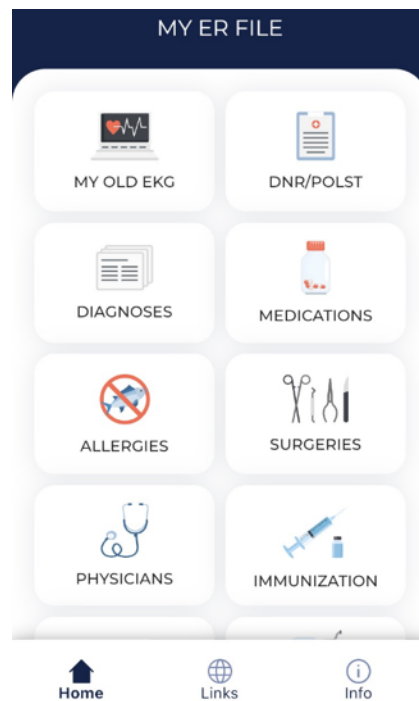 MY ER FILE
MY OLD EKG
DNR/POLST
DIAGNOSES
MEDICATIONS
ALLERGIES
SURGERIES
PHYSICIANS
IMMUNIZATION
Home
Links
Info